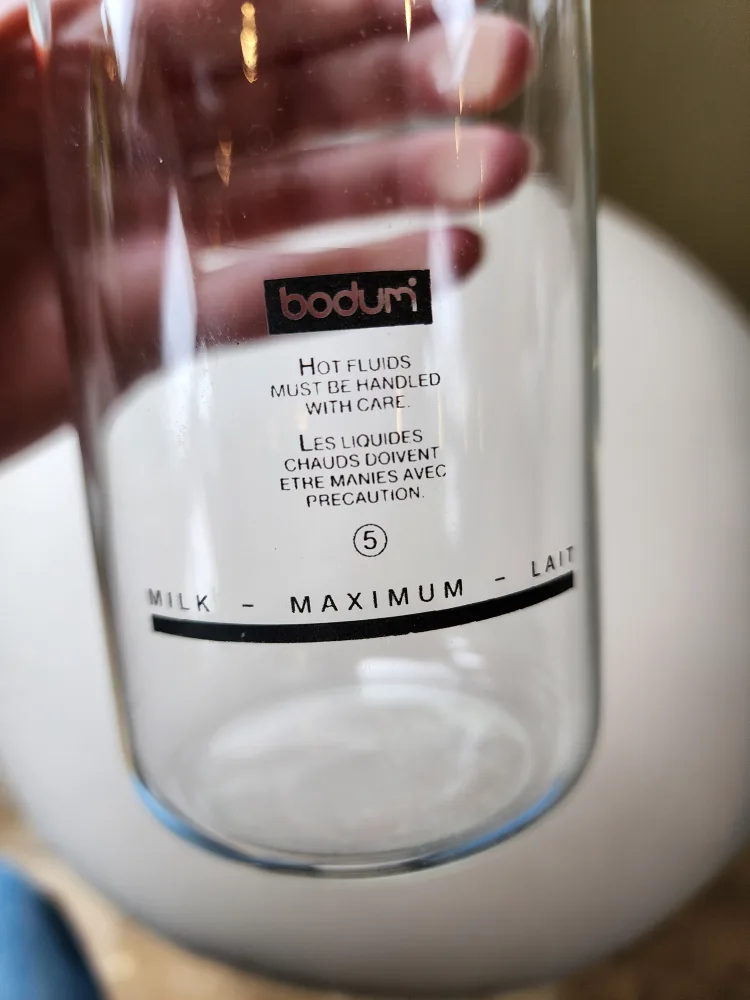 bodum
HOT FLUIDS
MUST BE HANDLED
WITH CARE.
LES LIQUIDES
CHAUDS DOIVENT
ETRE MANIES AVEC
PRECAUTION.
5
MILK - MAXIMUM - LAIT